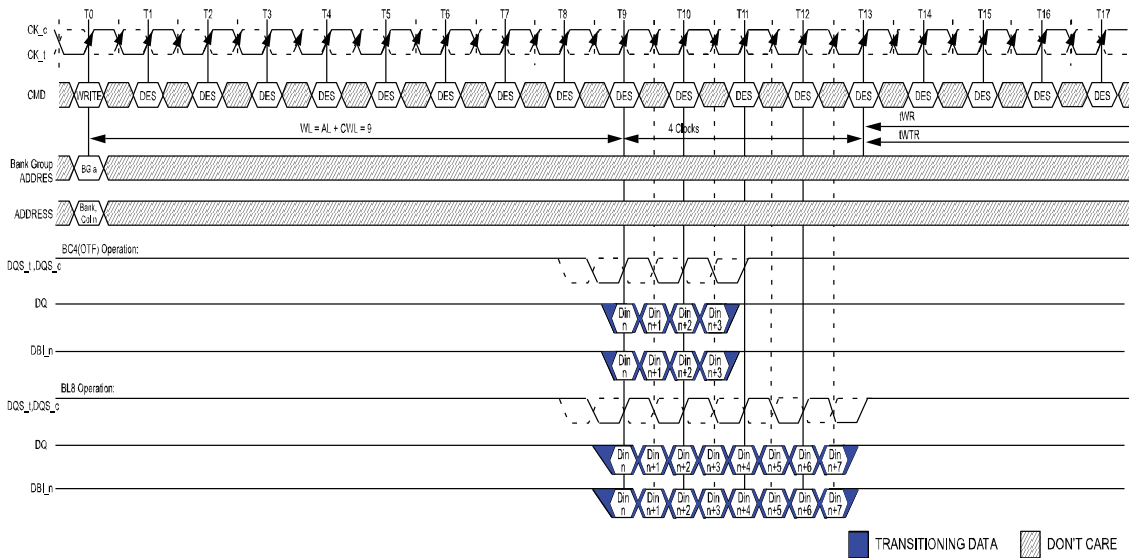 T0 T1 T2 T3 T4 T5 T6 T7 T8 T9 T10 T11 T12 T13 T14 T15 T16 T17
CK_c
CK_t
CMD WRITE DES DES DES DES DES DES DES DES DES DES DES DES DES DES DES DES DES
WL = AL + CWL = 9 4 Clocks tWR
tWTR
Bank Group
ADDRES
BG a
ADDRESS
Bank,
Col n
BC4(OTF) Operation:
DQS_t ,DQS_c
DQ
Din Din Din Din
n n+1 n+2 n+3
DBI_n
Din Din Din Din
n n+1 n+2 n+3
BL8 Operation:
DQS_t,DQS_c
DQ
Din Din Din Din Din Din Din Din
n n+1 n+2 n+3 n+4 n+5 n+6 n+7
DBI_n
Din Din Din Din Din Din Din Din
n n+1 n+2 n+3 n+4 n+5 n+6 n+7
TRANSITIONING DATA DON'T CARE